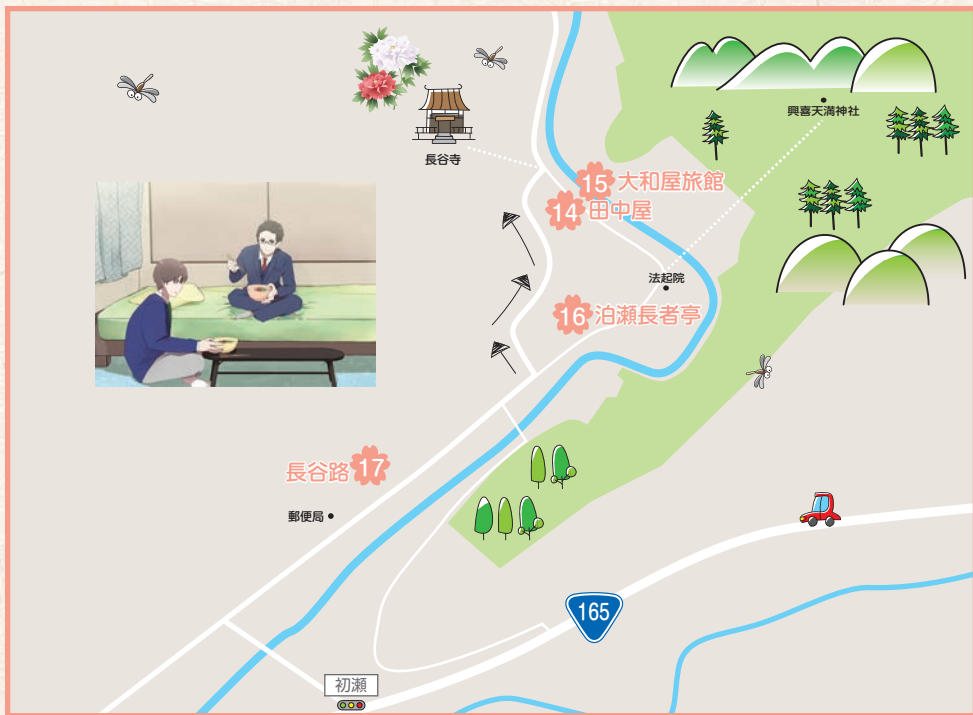 興喜天満神社
長谷寺
15 大和屋旅館
14 田中屋
法起院
16 泊瀬長者亭
長谷路 17
郵便局
165
初瀬